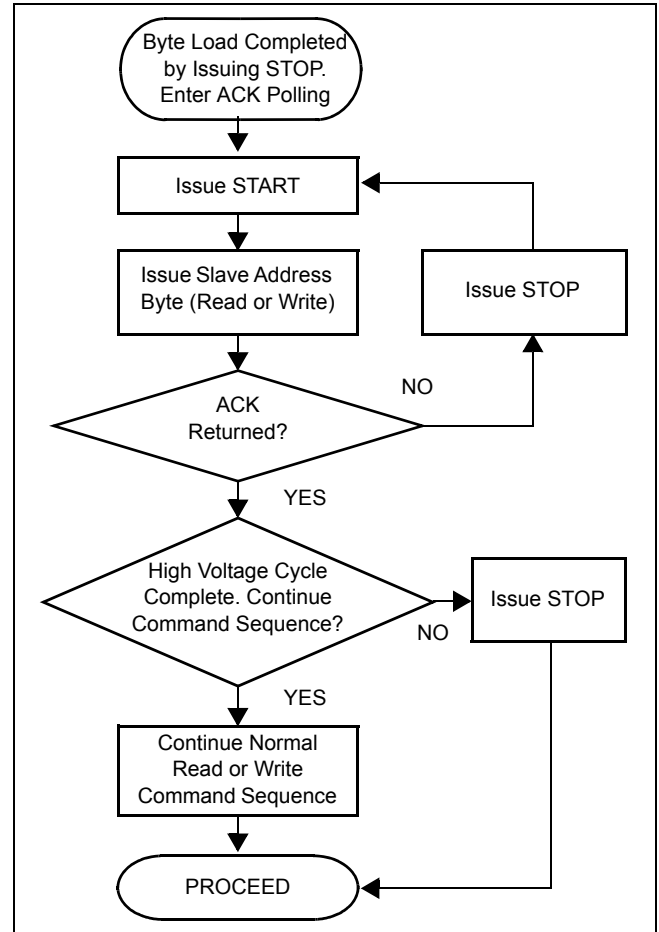 Byte Load Completed
by Issuing STOP.
Enter ACK Polling
Issue START
Issue Slave Address
Byte (Read or Write)
Issue STOP
ACK
Returned?
NO
YES
High Voltage Cycle
Complete. Continue
Command Sequence?
NO
Issue STOP
YES
Continue Normal
Read or Write
Command Sequence
PROCEED